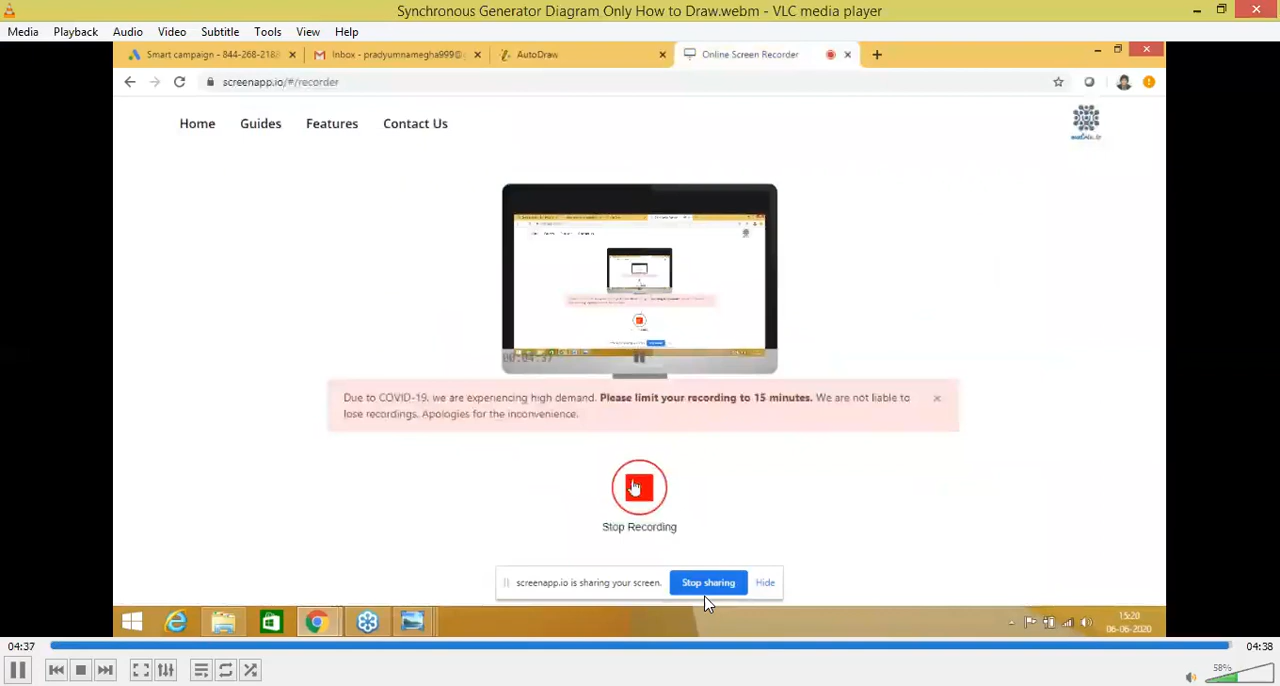 Synchronous Generator Diagram Only How to Draw.webm - VLC media player
Media Playback Audio Video Subtitle Tools View Help
Smart campaign - 844-268-218 Inbox - pradyumnamegha999@ AutoDraw Online Screen Recorder
screenapp.io/#/recorder
Home Guides Features Contact Us
00:04:37
Due to COVID-19, we are experiencing high demand. Please limit your recording to 15 minutes. We are not liable to
lose recordings. Apologies for the inconvenience.
Stop Recording
screenapp.io is sharing your screen. Stop sharing Hide
15:20
06-06-2020
04:37 04:38
58%